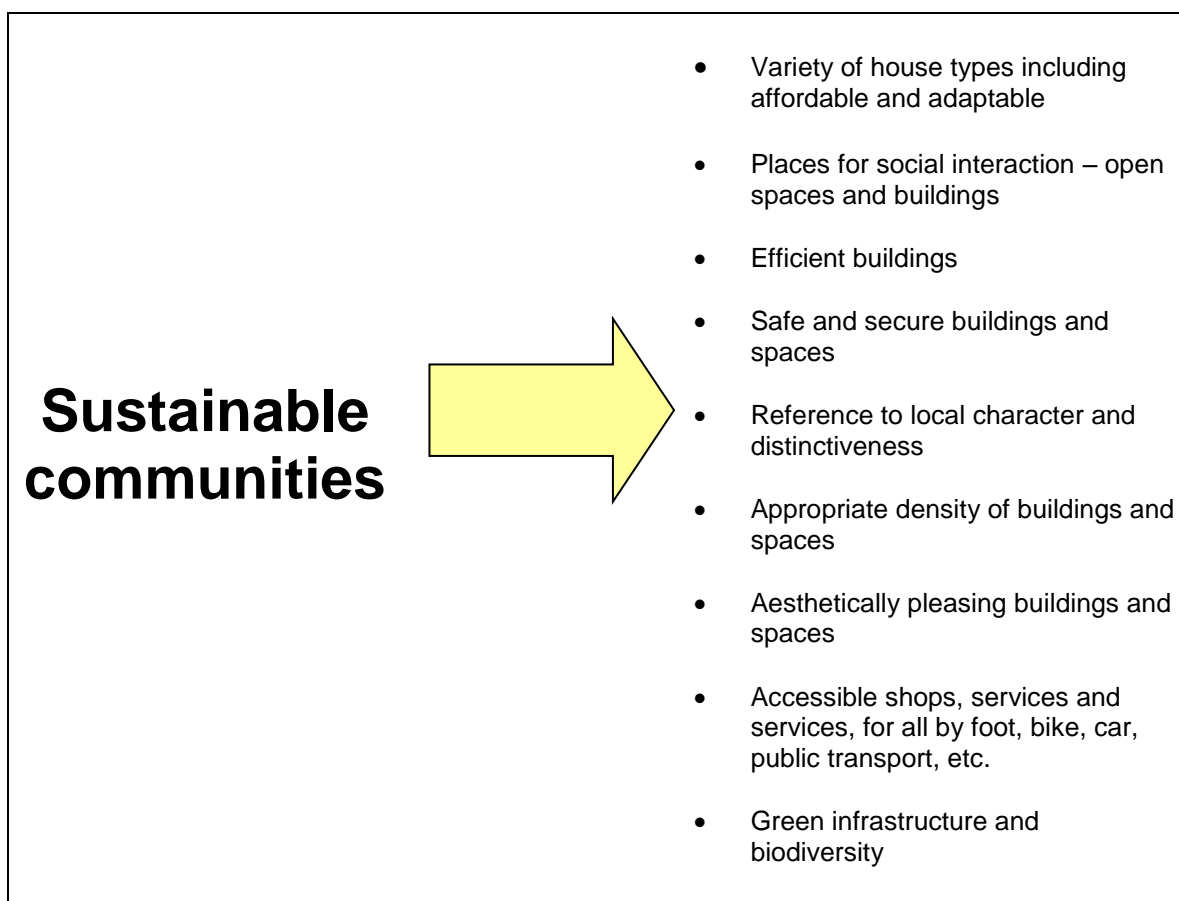 Sustainable
communities
• Variety of house types including
affordable and adaptable
• Places for social interaction – open
spaces and buildings
• Efficient buildings
• Safe and secure buildings and
spaces
• Reference to local character and
distinctiveness
• Appropriate density of buildings and
spaces
• Aesthetically pleasing buildings and
spaces
• Accessible shops, services and
services, for all by foot, bike, car,
public transport, etc.
• Green infrastructure and
biodiversity